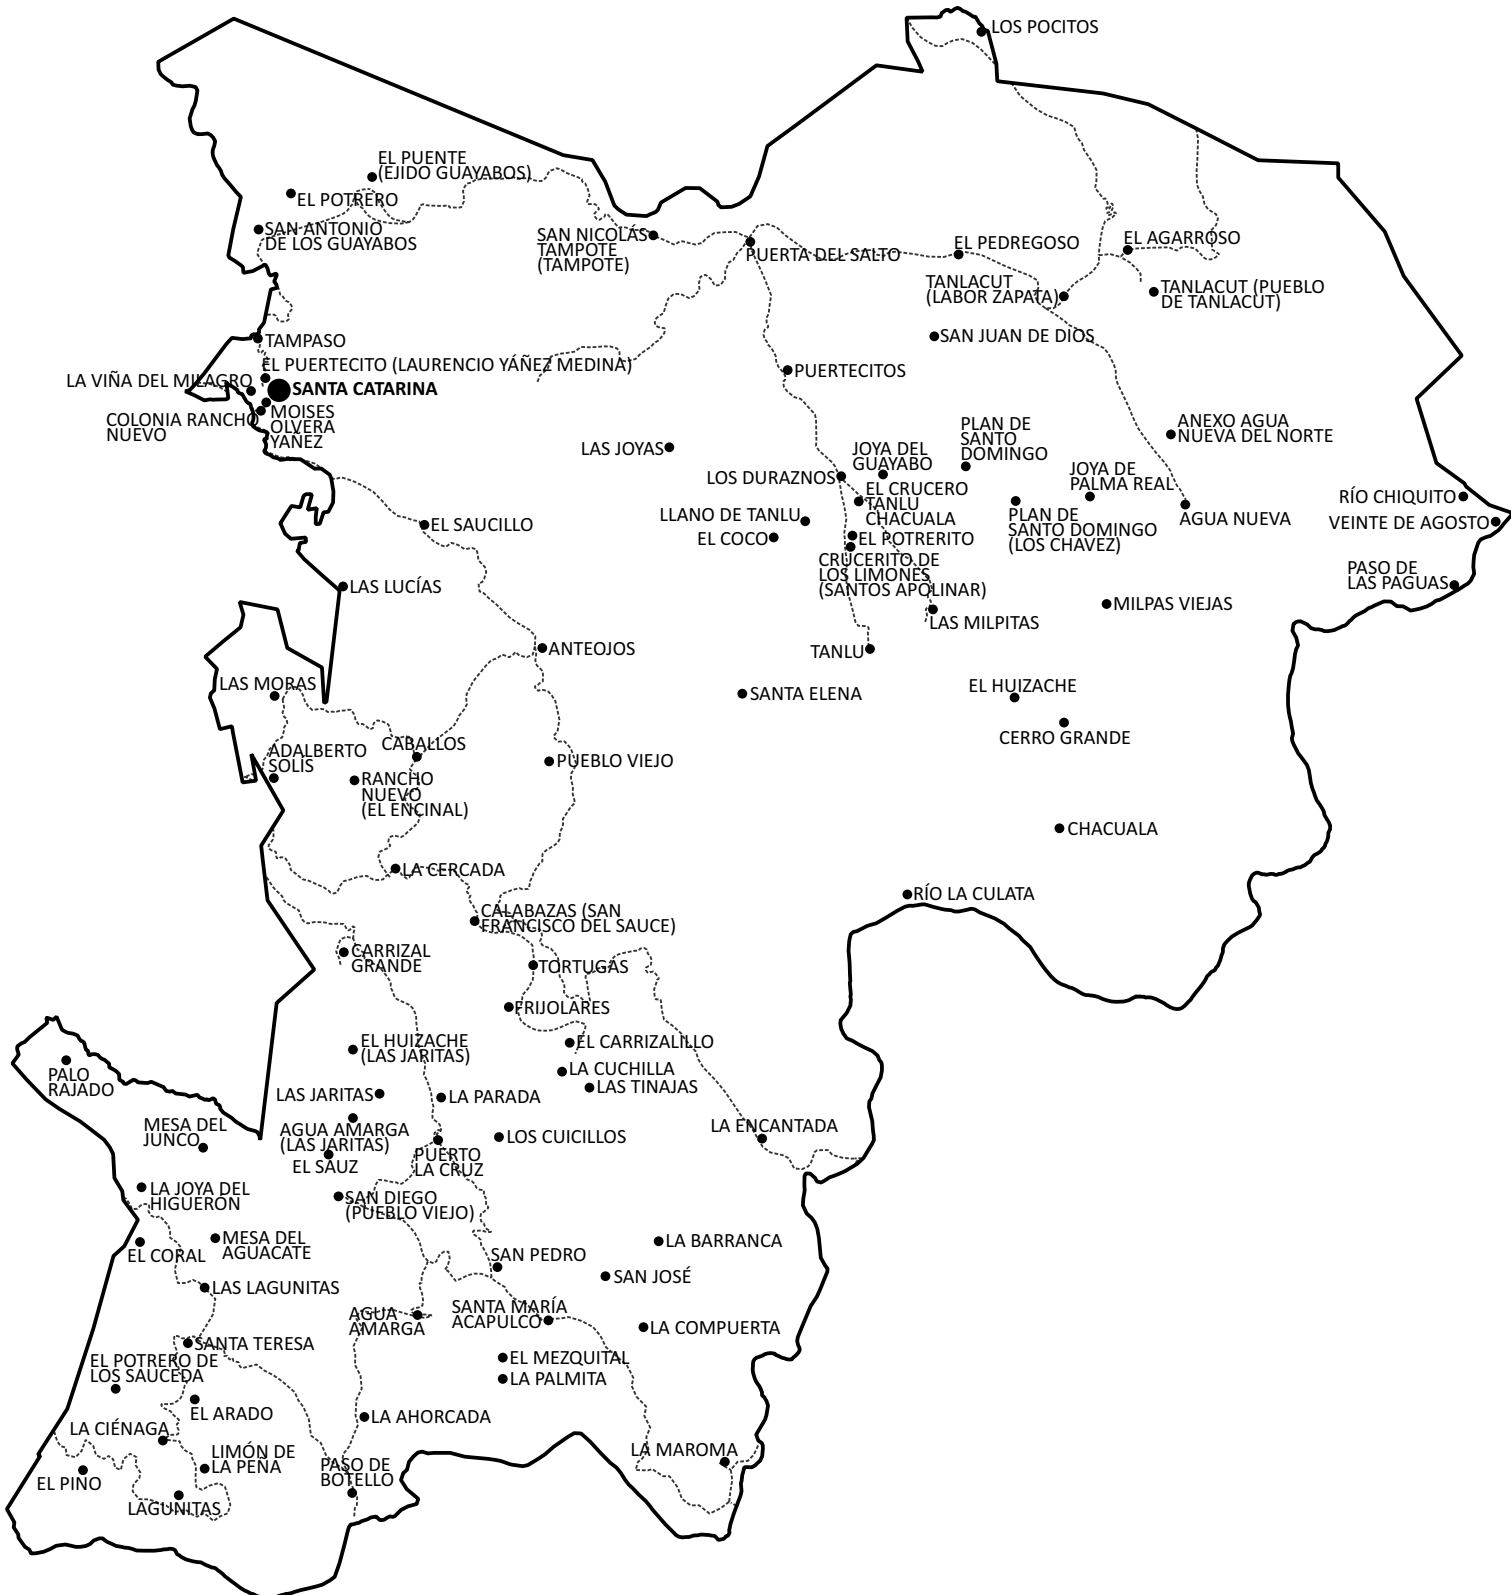 LOS POCITOS
EL PUENTE
(EJIDO GUAYABOS)
EL POTRERO
SAN ANTONIO
DE LOS GUAYABOS
SAN NICOLÁS
TAMPOTE
(TAMPOTE)
PUERTA DEL SALTO
EL PEDREGOSO
EL AGARROSO
TANLACUT
(LABOR ZAPATA)
TANLACUT (PUEBLO
DE TANLACUT)
TAMPASO
SAN JUAN DE DIOS
EL PUERTECITO (LAURENCIO YÁÑEZ MEDINA)
PUERTECITOS
LA VIÑA DEL MILAGRO
SANTA CATARINA
COLONIA RANCHO
NUEVO
MOISES
OLVERA
YAÑEZ
LAS JOYAS
JOYA DEL
GUAYABO
PLAN DE
SANTO
DOMINGO
ANEXO AGUA
NUEVA DEL NORTE
LOS DURAZNOS
JOYA DE
PALMA REAL
RÍO CHIQUITO
EL CRUCERO
TANLU
CHACUALA
LLANO DE TANLU
PLAN DE
SANTO DOMINGO
(LOS CHAVEZ)
AGUA NUEVA
VEINTE DE AGOSTO
EL SAUCILLO
EL COCO
EL POTRERITO
CRUCERITO DE
LOS LIMONES
(SANTOS APOLINAR)
PASO DE
LAS PAGUAS
LAS LUCÍAS
MILPAS VIEJAS
LAS MILPITAS
ANTEOJOS
TANLU
LAS MORAS
SANTA ELENA
EL HUIZACHE
CERRO GRANDE
ADALBERTO
SOLIS
CABALLOS
PUEBLO VIEJO
RANCHO
NUEVO
(EL ENCINAL)
CHACUALA
LA CERCADA
RÍO LA CULATA
CALABAZAS (SAN
FRANCISCO DEL SAUCE)
CARRIZAL
GRANDE
TORTUGAS
FRIJOLARES
EL HUIZACHE
(LAS JARITAS)
EL CARRIZALILLO
PALO
RAJADO
LA CUCHILLA
LAS TINAJAS
LAS JARITAS
LA PARADA
MESA DEL
JUNCO
AGUA AMARGA
(LAS JARITAS)
LOS CUICILLOS
LA ENCANTADA
EL SAUZ
PUERTO
LA CRUZ
LA JOYA DEL
HIGUERÓN
SAN DIEGO
(PUEBLO VIEJO)
EL CORAL
MESA DEL
AGUACATE
LA BARRANCA
SAN PEDRO
SAN JOSÉ
LAS LAGUNITAS
AGUA
AMARGA
SANTA MARÍA
ACAPULCO
LA COMPUERTA
SANTA TERESA
EL POTRERO DE
LOS SAUCEDA
EL MEZQUITAL
LA PALMITA
EL ARADO
LA AHORCADA
LA CIÉNAGA
LIMÓN DE
LA PEÑA
LA MAROMA
EL PINO
PASO DE
BOTELLO
LAGUNITAS